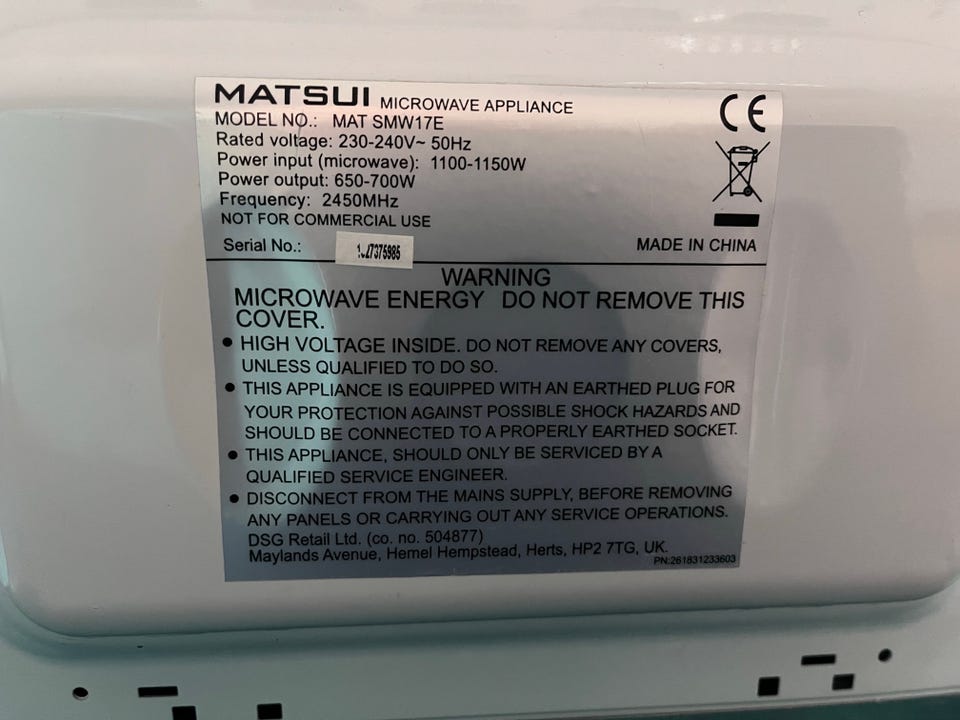 MATSUI MICROWAVE APPLIANCE
MODEL NO.: MAT SMW17E
Rated voltage: 230-240V~ 50Hz
Power input (microwave): 1100-1150W
Power output: 650-700W
Frequency: 2450MHz
NOT FOR COMMERCIAL USE
Serial No.:
MADE IN CHINA
CE
WARNING
MICROWAVE ENERGY DO NOT REMOVE THIS
COVER.
• HIGH VOLTAGE INSIDE. DO NOT REMOVE ANY COVERS,
UNLESS QUALIFIED TO DO SO.
• THIS APPLIANCE IS EQUIPPED WITH AN EARTHED PLUG FOR
YOUR PROTECTION AGAINST POSSIBLE SHOCK HAZARDS AND
SHOULD BE CONNECTED TO A PROPERLY EARTHED SOCKET.
• THIS APPLIANCE, SHOULD ONLY BE SERVICED BY A
QUALIFIED SERVICE ENGINEER.
• DISCONNECT FROM THE MAINS SUPPLY, BEFORE REMOVING
ANY PANELS OR CARRYING OUT ANY SERVICE OPERATIONS.
DSG Retail Ltd. (co. no. 504877)
Maylands Avenue, Hemel Hempstead, Herts, HP2 7TG, UK.
PN:261831233603